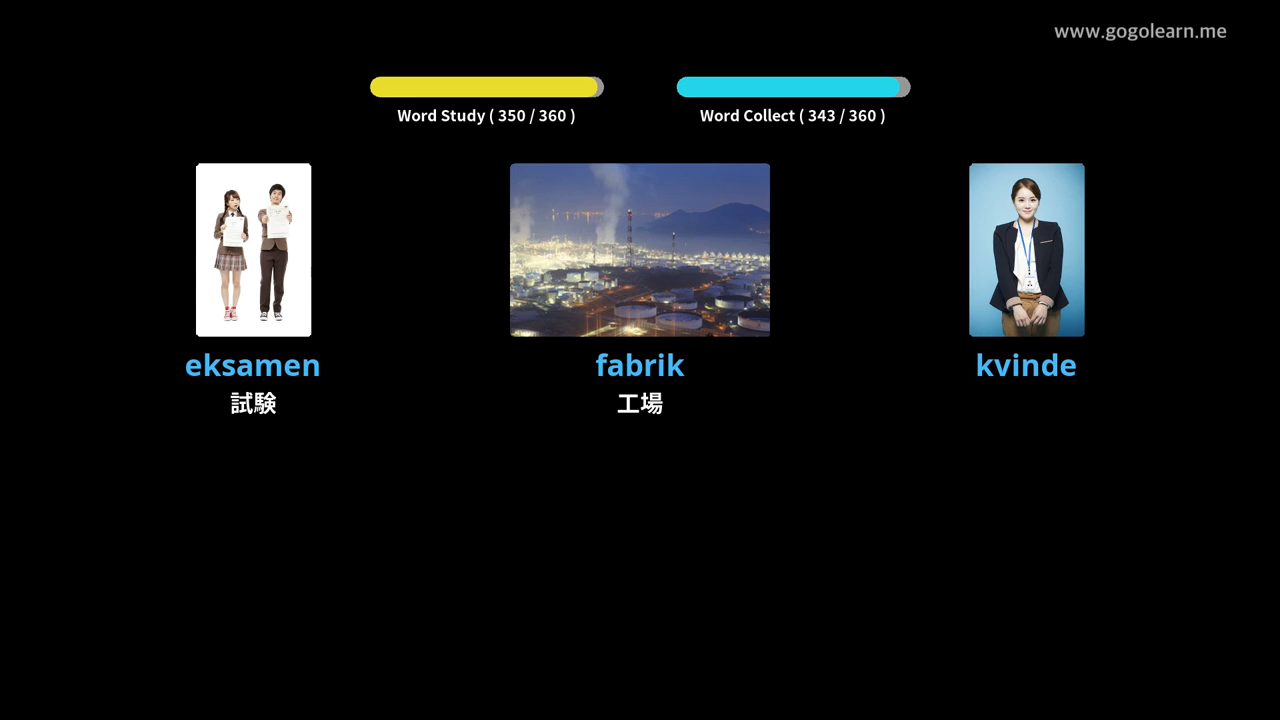 www.gogolearn.me
Word Study ( 350 / 360 )
Word Collect ( 343 / 360 )
eksamen
試験
fabrik
工場
kvinde